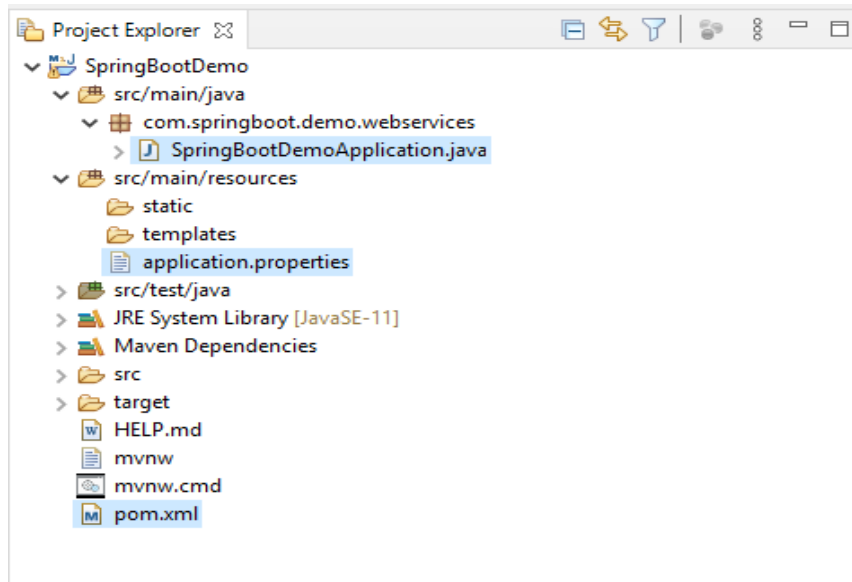 Project Explorer
SpringBootDemo
src/main/java
com.springboot.demo.webservices
SpringBootDemoApplication.java
src/main/resources
static
templates
application.properties
src/test/java
JRE System Library [JavaSE-11]
Maven Dependencies
src
target
HELP.md
mvnw
mvnw.cmd
pom.xml